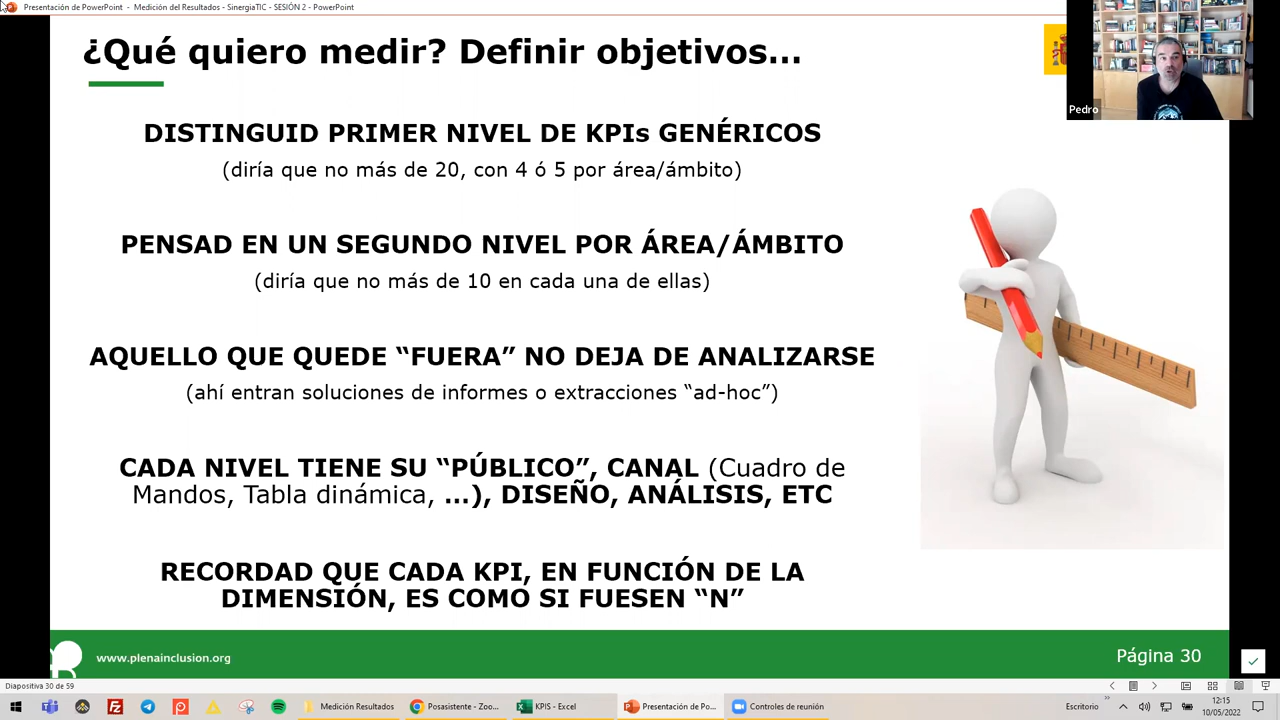 Presentación de PowerPoint - Medición del Resultados - SinergiaTIC - SESIÓN 2 - PowerPoint
¿Qué quiero medir? Definir objetivos...
Pedro
DISTINGUID PRIMER NIVEL DE KPIs GENÉRICOS
(diría que no más de 20, con 4 ó 5 por área/ámbito)
PENSAD EN UN SEGUNDO NIVEL POR ÁREA/ÁMBITO
(diría que no más de 10 en cada una de ellas)
AQUELLO QUE QUEDE “FUERA” NO DEJA DE ANALIZARSE
(ahí entran soluciones de informes o extracciones “ad-hoc”)
CADA NIVEL TIENE SU “PÚBLICO”, CANAL (Cuadro de
Mandos, Tabla dinámica, ...), DISEÑO, ANÁLISIS, ETC
RECORDAD QUE CADA KPI, EN FUNCIÓN DE LA
DIMENSIÓN, ES COMO SI FUESEN “N”
www.plenainclusion.org
Página 30
Diapositiva 30 de 59
Medición Resultados
Posasistente - Zoo...
KPIS - Excel
Presentación de Po...
Controles de reunión
Escritorio
12:15
10/05/2022